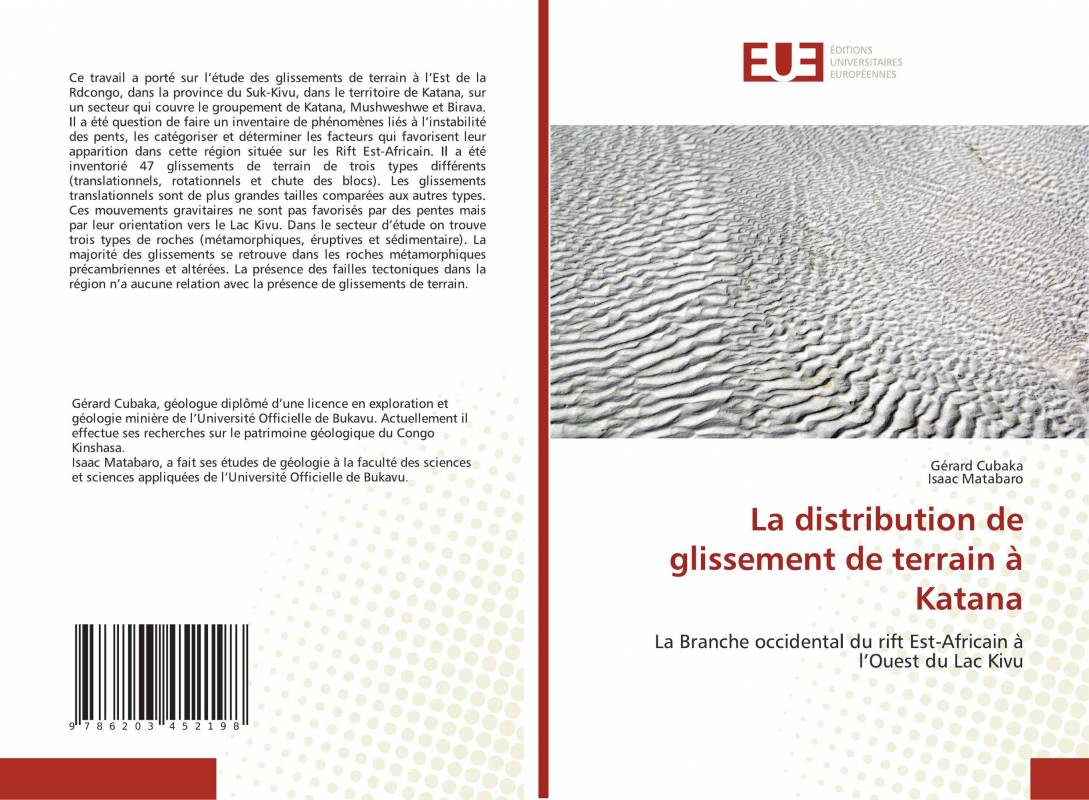 Ce travail a porté sur l’étude des glissements de terrain à l’Est de la
Rdcongo, dans la province du Suk-Kivu, dans le territoire de Katana, sur
un secteur qui couvre le groupement de Katana, Mushweshwe et Birava.
Il a été question de faire un inventaire de phénomènes liés à l’instabilité
des pents, les catégoriser et déterminer les facteurs qui favorisent leur
apparition dans cette région située sur les Rift Est-Africain. Il a été
inventorié 47 glissements de terrain de trois types différents
(translationnels, rotationnels et chute des blocs). Les glissements
translationnels sont de plus grandes tailles comparées aux autres types.
Ces mouvements gravitaires ne sont pas favorisés par des pentes mais
par leur orientation vers le Lac Kivu. Dans le secteur d’étude on trouve
trois types de roches (métamorphiques, éruptives et sédimentaire). La
majorité des glissements se retrouve dans les roches métamorphiques
précambriennes et altérées. La présence des failles tectoniques dans la
région n’a aucune relation avec la présence de glissements de terrain.
Gérard Cubaka, géologue diplômé d’une licence en exploration et
géologie minière de l’Université Officielle de Bukavu. Actuellement il
effectue ses recherches sur le patrimoine géologique du Congo
Kinshasa.
Isaac Matabaro, a fait ses études de géologie à la faculté des sciences
et sciences appliquées de l’Université Officielle de Bukavu.
9 786203 452198
EUE
ÉDITIONS
UNIVERSITAIRES
EUROPÉENNES
Gérard Cubaka
Isaac Matabaro
La distribution de
glissement de terrain à
Katana
La Branche occidental du rift Est-Africain à
l’Ouest du Lac Kivu